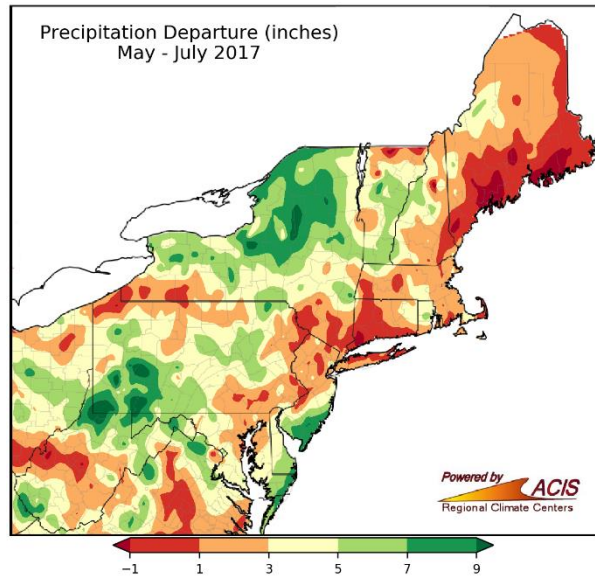 Precipitation Departure (inches)
May - July 2017
Powered by
ACIS
Regional Climate Centers
−1 1 3 5 7 9